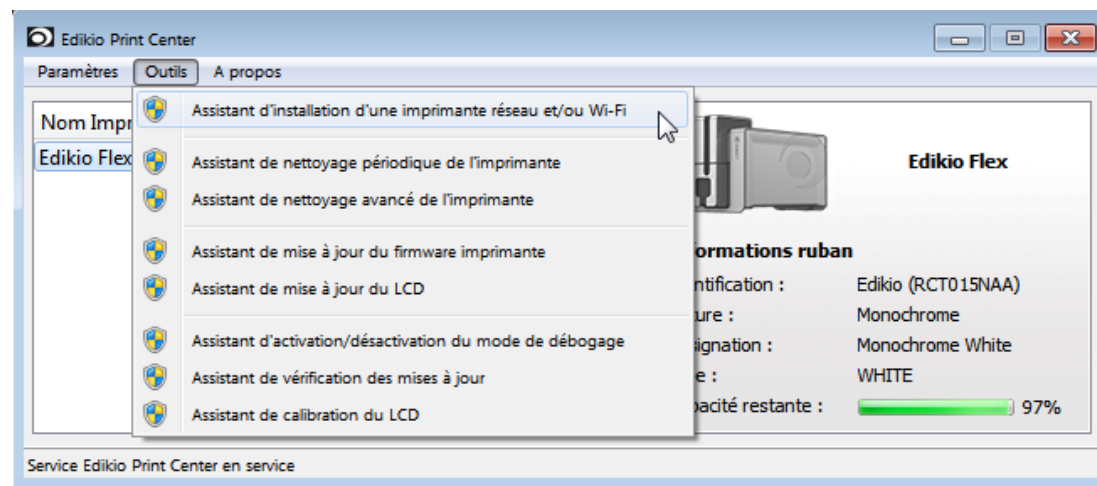 Edikio Print Center
Paramètres Outils A propos
Assistant d'installation d'une imprimante réseau et/ou Wi-Fi
Assistant de nettoyage périodique de l'imprimante
Assistant de nettoyage avancé de l'imprimante
Assistant de mise à jour du firmware imprimante
Assistant de mise à jour du LCD
Assistant d'activation/désactivation du mode de débogage
Assistant de vérification des mises à jour
Assistant de calibration du LCD
Nom Impr
Edikio Flex
Edikio Flex
ormations ruban
ntification : Edikio (RCT015NAA)
ure : Monochrome
signation : Monochrome White
e : WHITE
acité restante : 97%
Service Edikio Print Center en service